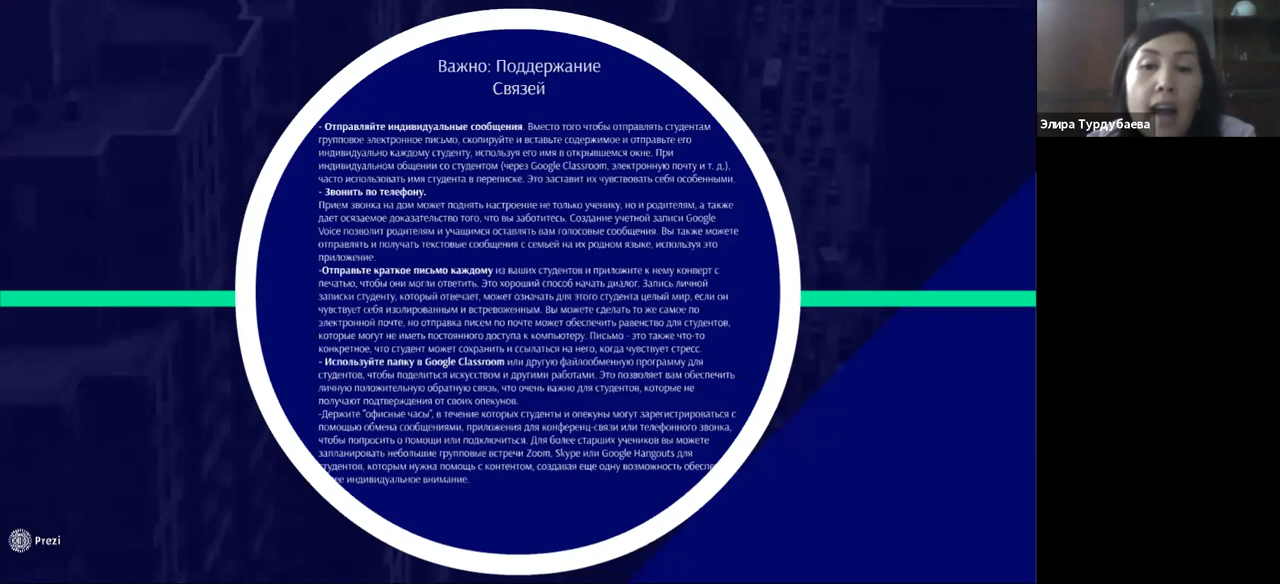 Важно: Поддержание
Связей
- Отправляйте индивидуальные сообщения. Вместо того чтобы отправлять студентам
групповое электронное письмо, скопируйте и вставьте содержимое и отправьте его
индивидуально каждому студенту, используя его имя в открывшемся окне. При
индивидуальном общении со студентом (через Google Classroom, электронную почту и т. д.),
часто использовать имя студента в переписке. Это заставит их чувствовать себя особенными.
- Звонить по телефону.
Прием звонка на дом может поднять настроение не только ученику, но и родителям, а также
дает осязаемое доказательство того, что вы заботитесь. Создание учетной записи Google
Voice позволит родителям и учащимся оставлять вам голосовые сообщения. Вы также можете
отправлять и получать текстовые сообщения с семьей на их родном языке, используя это
приложение.
-Отправьте краткое письмо каждому из ваших студентов и приложите к нему конверт с
печатью, чтобы они могли ответить. Это хороший способ начать диалог. Запись личной
записки студенту, который отвечает, может означать для этого студента целый мир, если он
чувствует себя изолированным и встревоженным. Вы можете сделать то же самое по
электронной почте, но отправка писем по почте может обеспечить равенство для студентов,
которые могут не иметь постоянного доступа к компьютеру. Письмо - это также что-то
конкретное, что студент может сохранить и ссылаться на него, когда чувствует стресс.
- Используйте папку в Google Classroom или другую файлообменную программу для
студентов, чтобы поделиться искусством и другими работами. Это позволяет вам обеспечить
личную положительную обратную связь, что очень важно для студентов, которые не
получают подтверждения от своих опекунов.
-Держите "офисные часы", в течение которых студенты и опекуны могут зарегистрироваться с
помощью обмена сообщениями, приложения для конференц-связи или телефонного звонка,
чтобы попросить о помощи или подключиться. Для более старших учеников вы можете
запланировать небольшие групповые встречи Zoom, Skype или Google Hangouts для
студентов, которым нужна помощь с контентом, создавая еще одну возможность
индивидуальное внимание.
Элира Турдубаева
Prezi